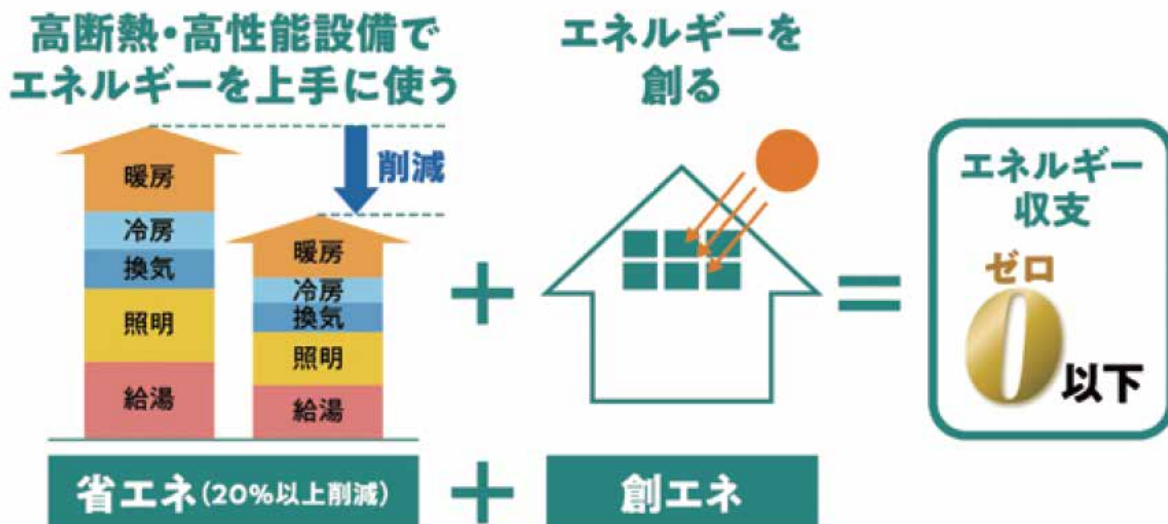 高断熱・高性能設備で
エネルギーを上手に使う
削減
暖房
冷房
換気
照明
給湯
暖房
冷房
換気
照明
給湯
省エネ(20%以上削減)
+
エネルギーを
創る
+
創エネ
=
エネルギー
収支
ゼロ
0以下